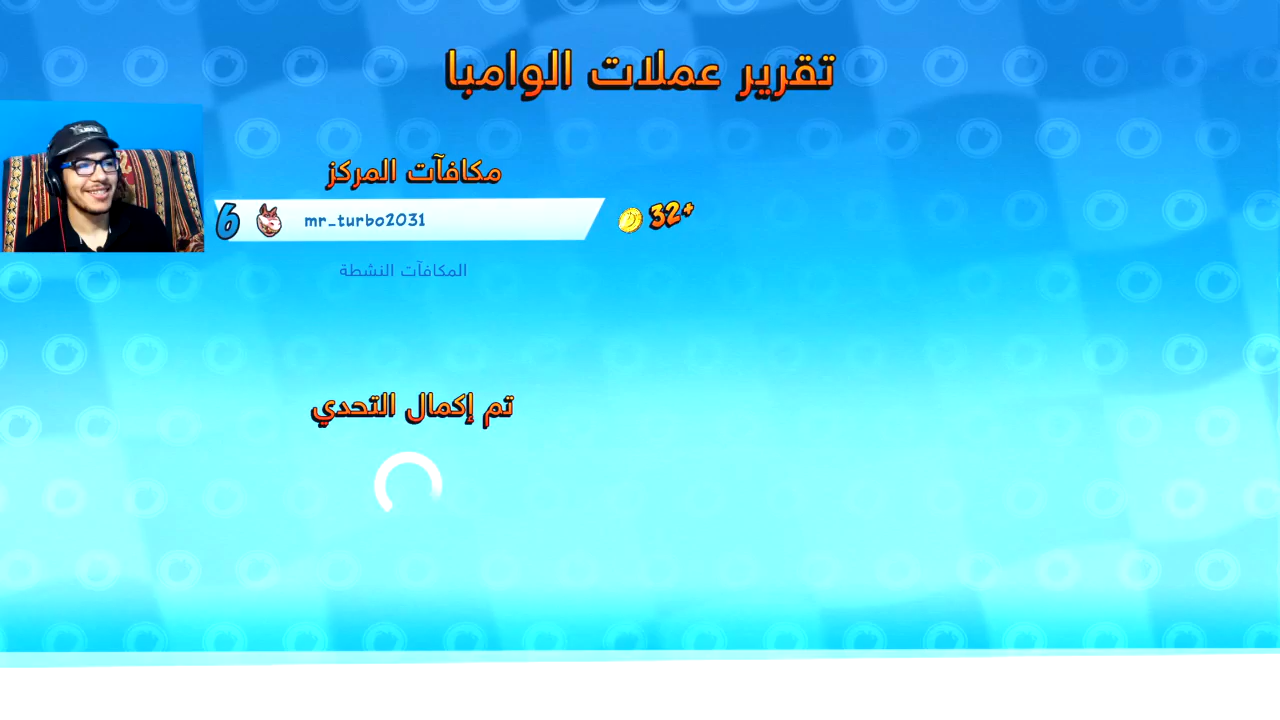 تقرير عملات الوامبا
مكافآت المركز
6 mr_turbo2031 32+
المكافآت النشطة
تم إكمال التحدي